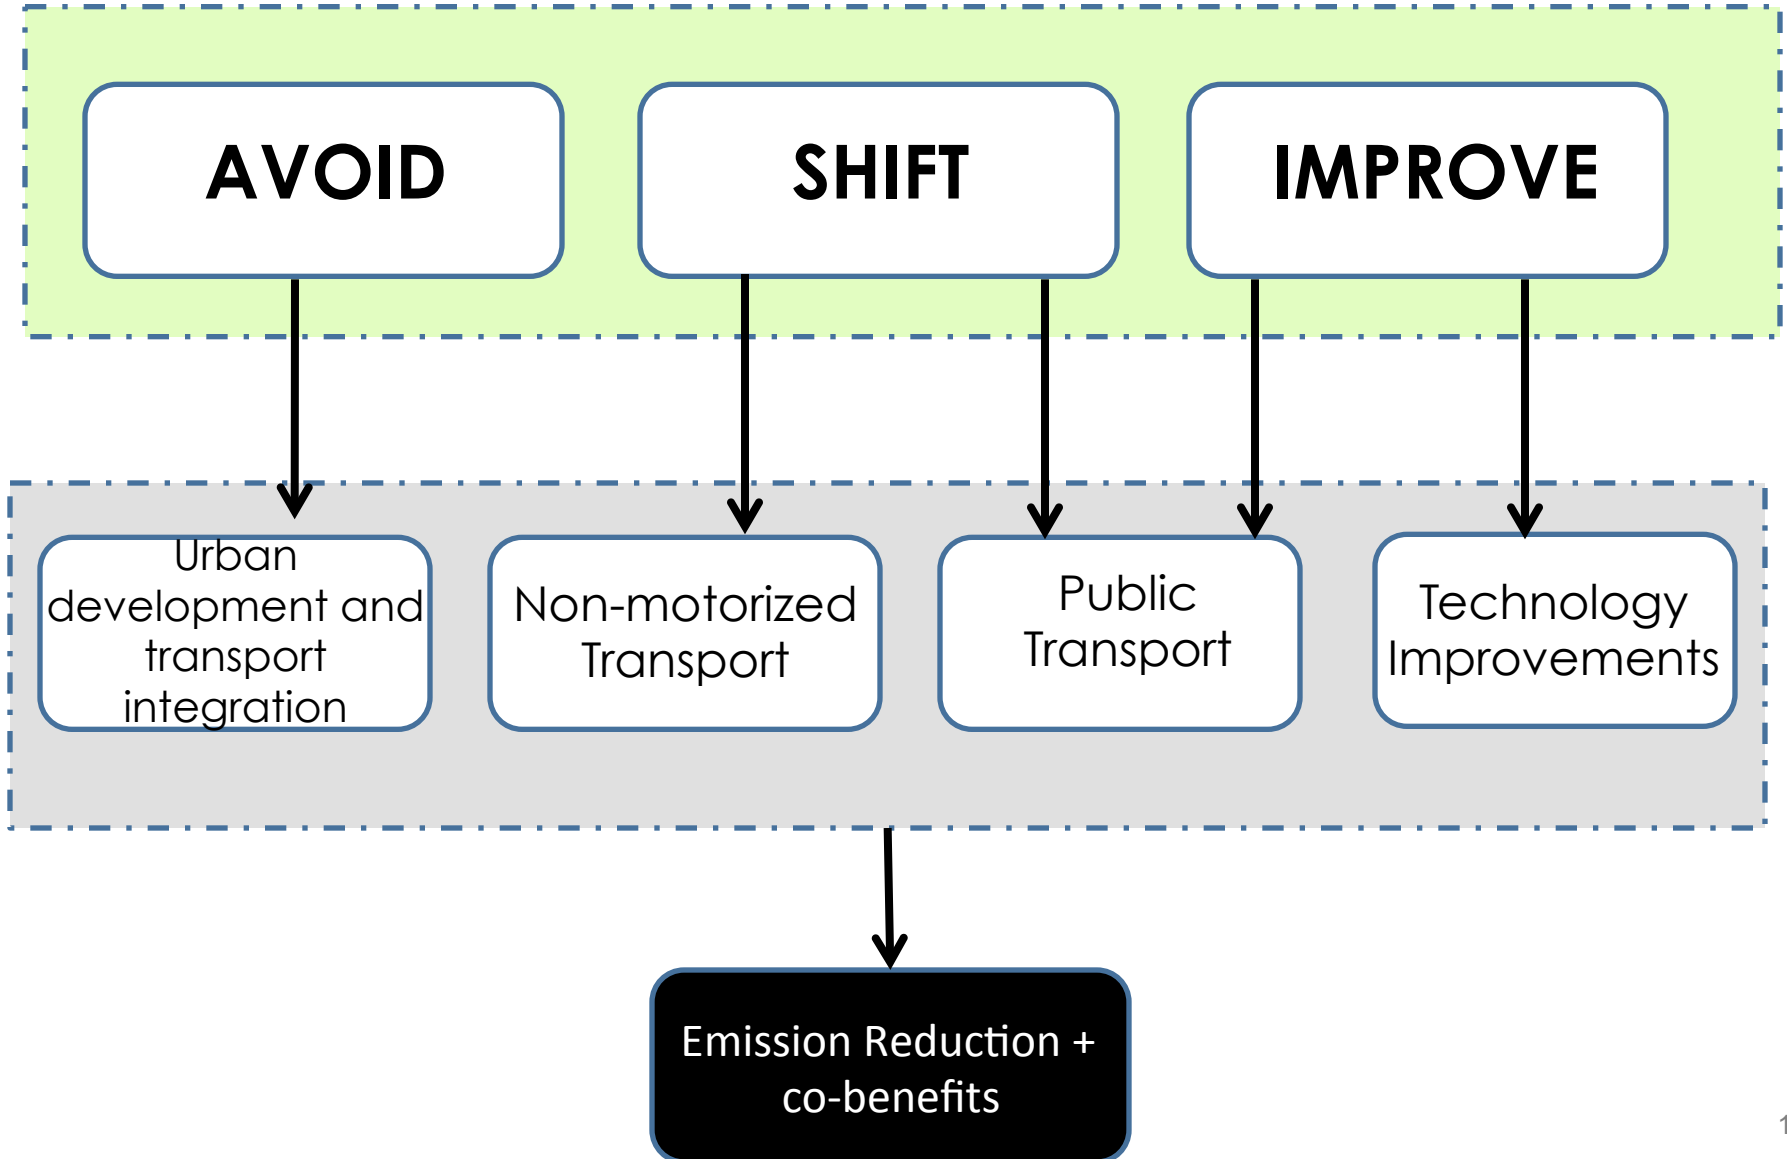 AVOID
SHIFT
IMPROVE
Urban
development and
transport
integration
Non-motorized
Transport
Public
Transport
Technology
Improvements
Emission Reduction +
co-benefits
1